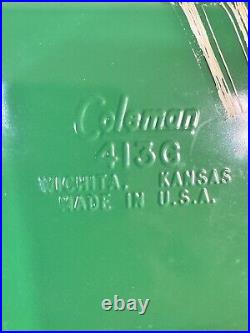 Coleman
413G
WICHITA, KANSAS
MADE IN U.S.A.